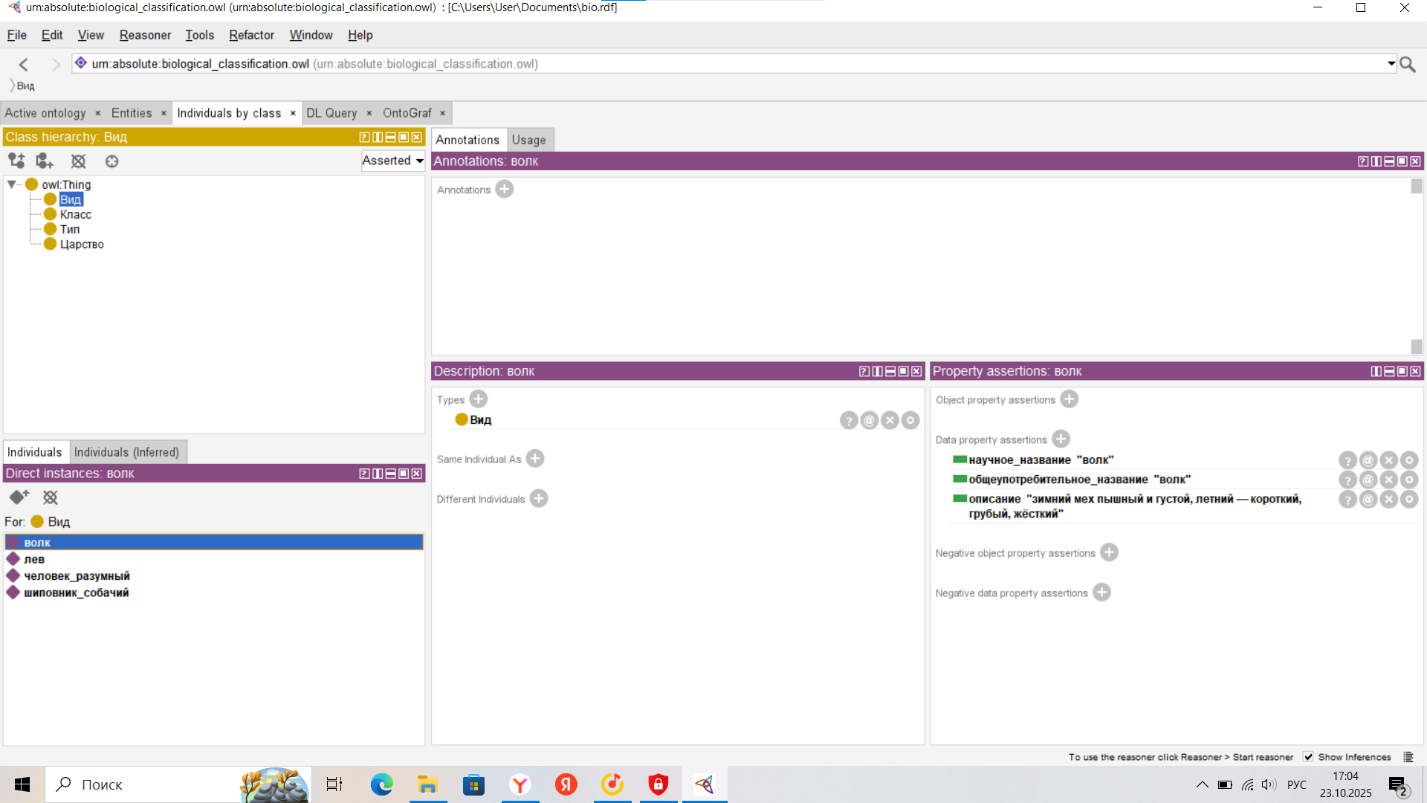 urn:absolute:biological_classification.owl (urn:absolute:biological_classification.owl) : [C:\Users\User\Documents\bio.rdf]
File Edit View Reasoner Tools Refactor Window Help
urn:absolute:biological_classification.owl (urn:absolute:biological_classification.owl)
Вид
Active ontology × Entities × Individuals by class × DL Query × OntoGraf ×
Class hierarchy: Вид
Asserted
owl:Thing
Вид
Класс
Тип
Царство
Annotations Usage
Annotations: волк
Annotations
Individuals Individuals (Inferred)
Direct instances: волк
For: Вид
волк
лев
человек_разумный
шиповник_собачий
Description: волк
Types
Вид
Same Individual As
Different Individuals
Property assertions: волк
Object property assertions
Data property assertions
научное_название "волк"
общеупотребительное_название "волк"
описание "зимний мех пышный и густой, летний — короткий,
грубый, жёсткий"
Negative object property assertions
Negative data property assertions
To use the reasoner click Reasoner > Start reasoner Show Inferences
Поиск
РУС
17:04
23.10.2025
2